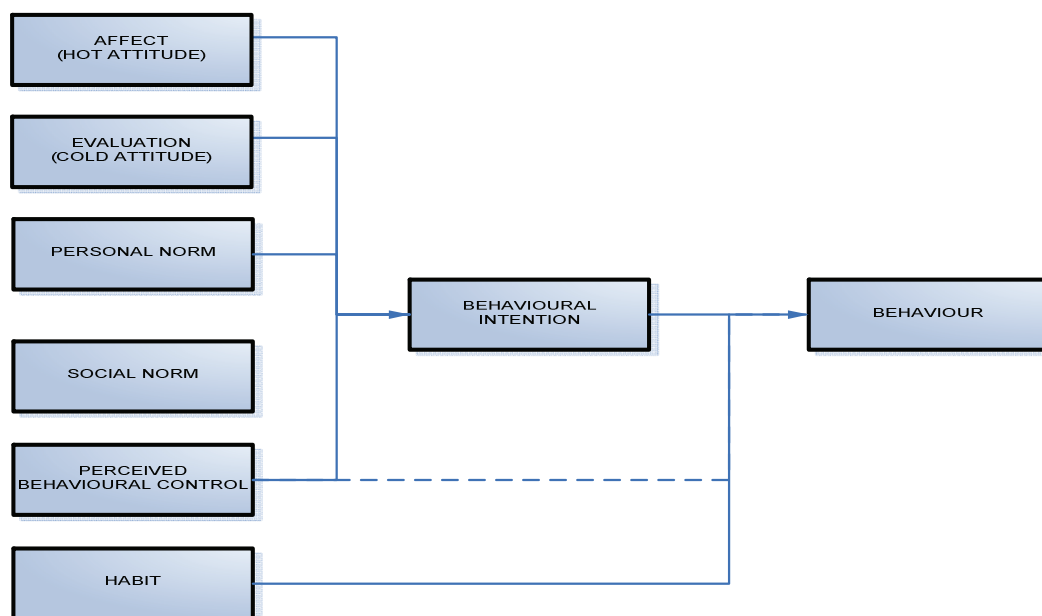 AFFECT
(HOT ATTITUDE)
EVALUATION
(COLD ATTITUDE)
PERSONAL NORM
BEHAVIOURAL
INTENTION
BEHAVIOUR
SOCIAL NORM
PERCEIVED
BEHAVIOURAL CONTROL
HABIT